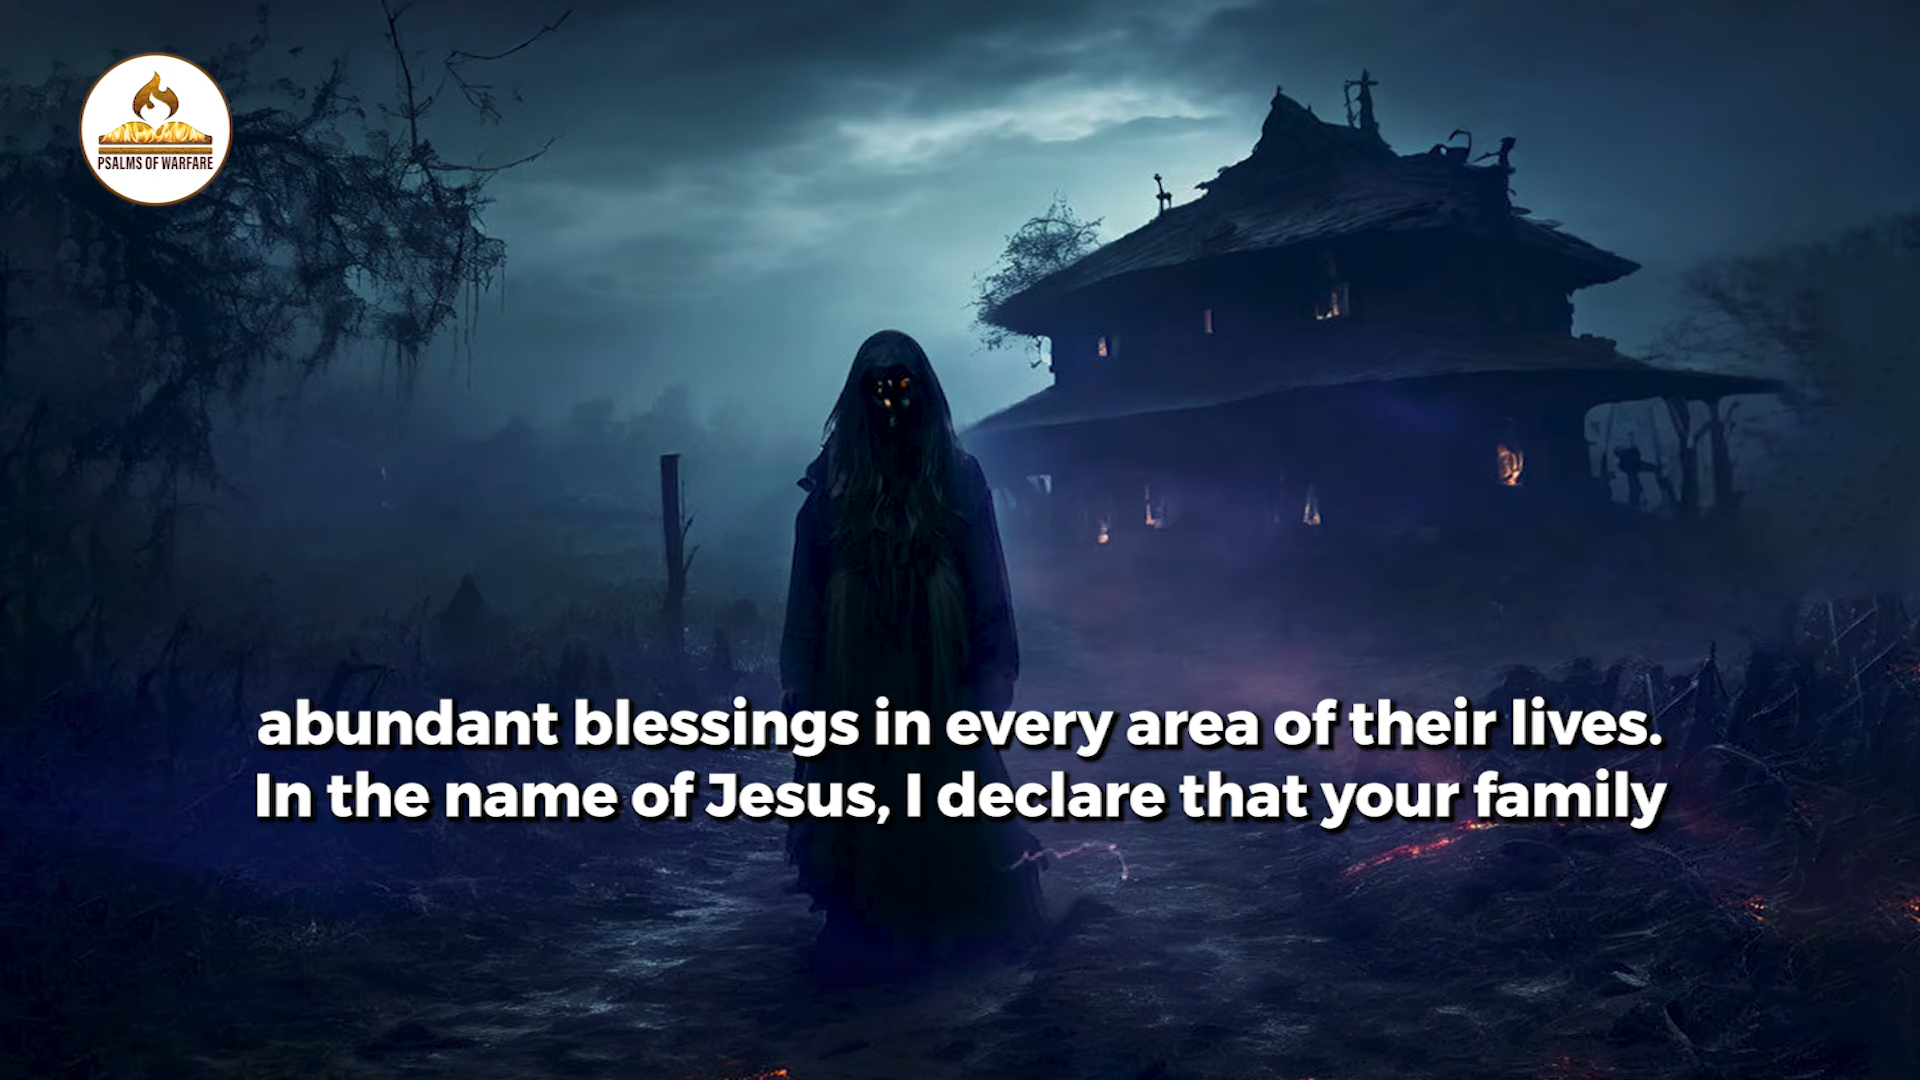 PSALMS OF WARFARE
abundant blessings in every area of their lives.
In the name of Jesus, I declare that your family